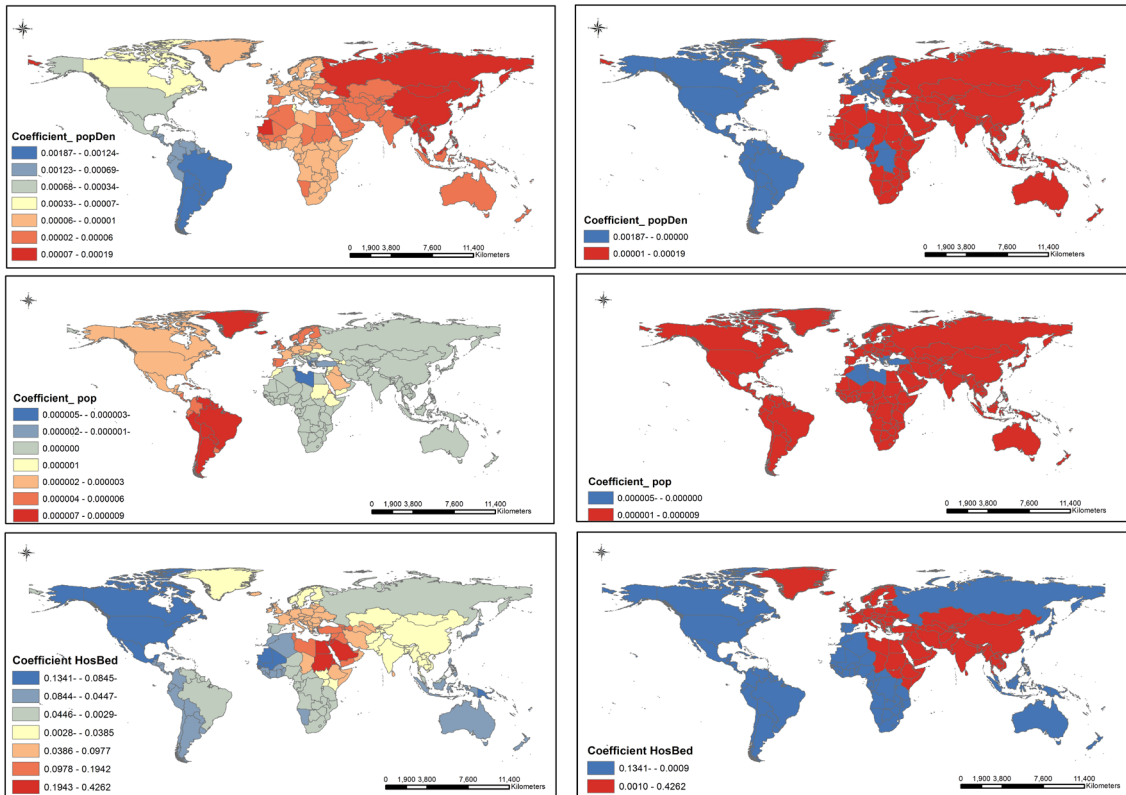 Coefficient_ popDen
0.00187- - 0.00124-
0.00123- - 0.00069-
0.00068- - 0.00034-
0.00033- - 0.00007-
0.00006- - 0.00001
0.00002 - 0.00006
0.00007 - 0.00019
0 1,900 3,800 7,600 11,400
Kilometers
Coefficient_ popDen
0.00187- - 0.00000
0.00001 - 0.00019
0 1,900 3,800 7,600 11,400
Kilometers
Coefficient_ pop
0.000005- - 0.000003-
0.000002- - 0.000001-
0.000000
0.000001
0.000002 - 0.000003
0.000004 - 0.000006
0.000007 - 0.000009
0 1,900 3,800 7,600 11,400
Kilometers
Coefficient_ pop
0.000005- - 0.000000
0.000001 - 0.000009
0 1,900 3,800 7,600 11,400
Kilometers
Coefficient HosBed
0.1341- - 0.0845-
0.0844- - 0.0447-
0.0446- - 0.0029-
0.0028- - 0.0385
0.0386 - 0.0977
0.0978 - 0.1942
0.1943 - 0.4262
0 1,900 3,800 7,600 11,400
Kilometers
Coefficient HosBed
0.1341- - 0.0009
0.0010 - 0.4262
0 1,900 3,800 7,600 11,400
Kilometers